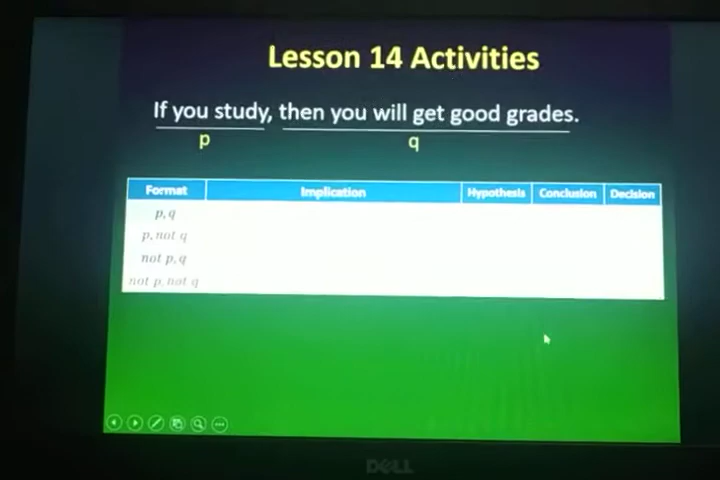 Lesson 14 Activities
If you study, then you will get good grades.
p q
Format Implication Hypothesis Conclusion Decision
p, q
p, not q
not p, q
not p, not q
DELL